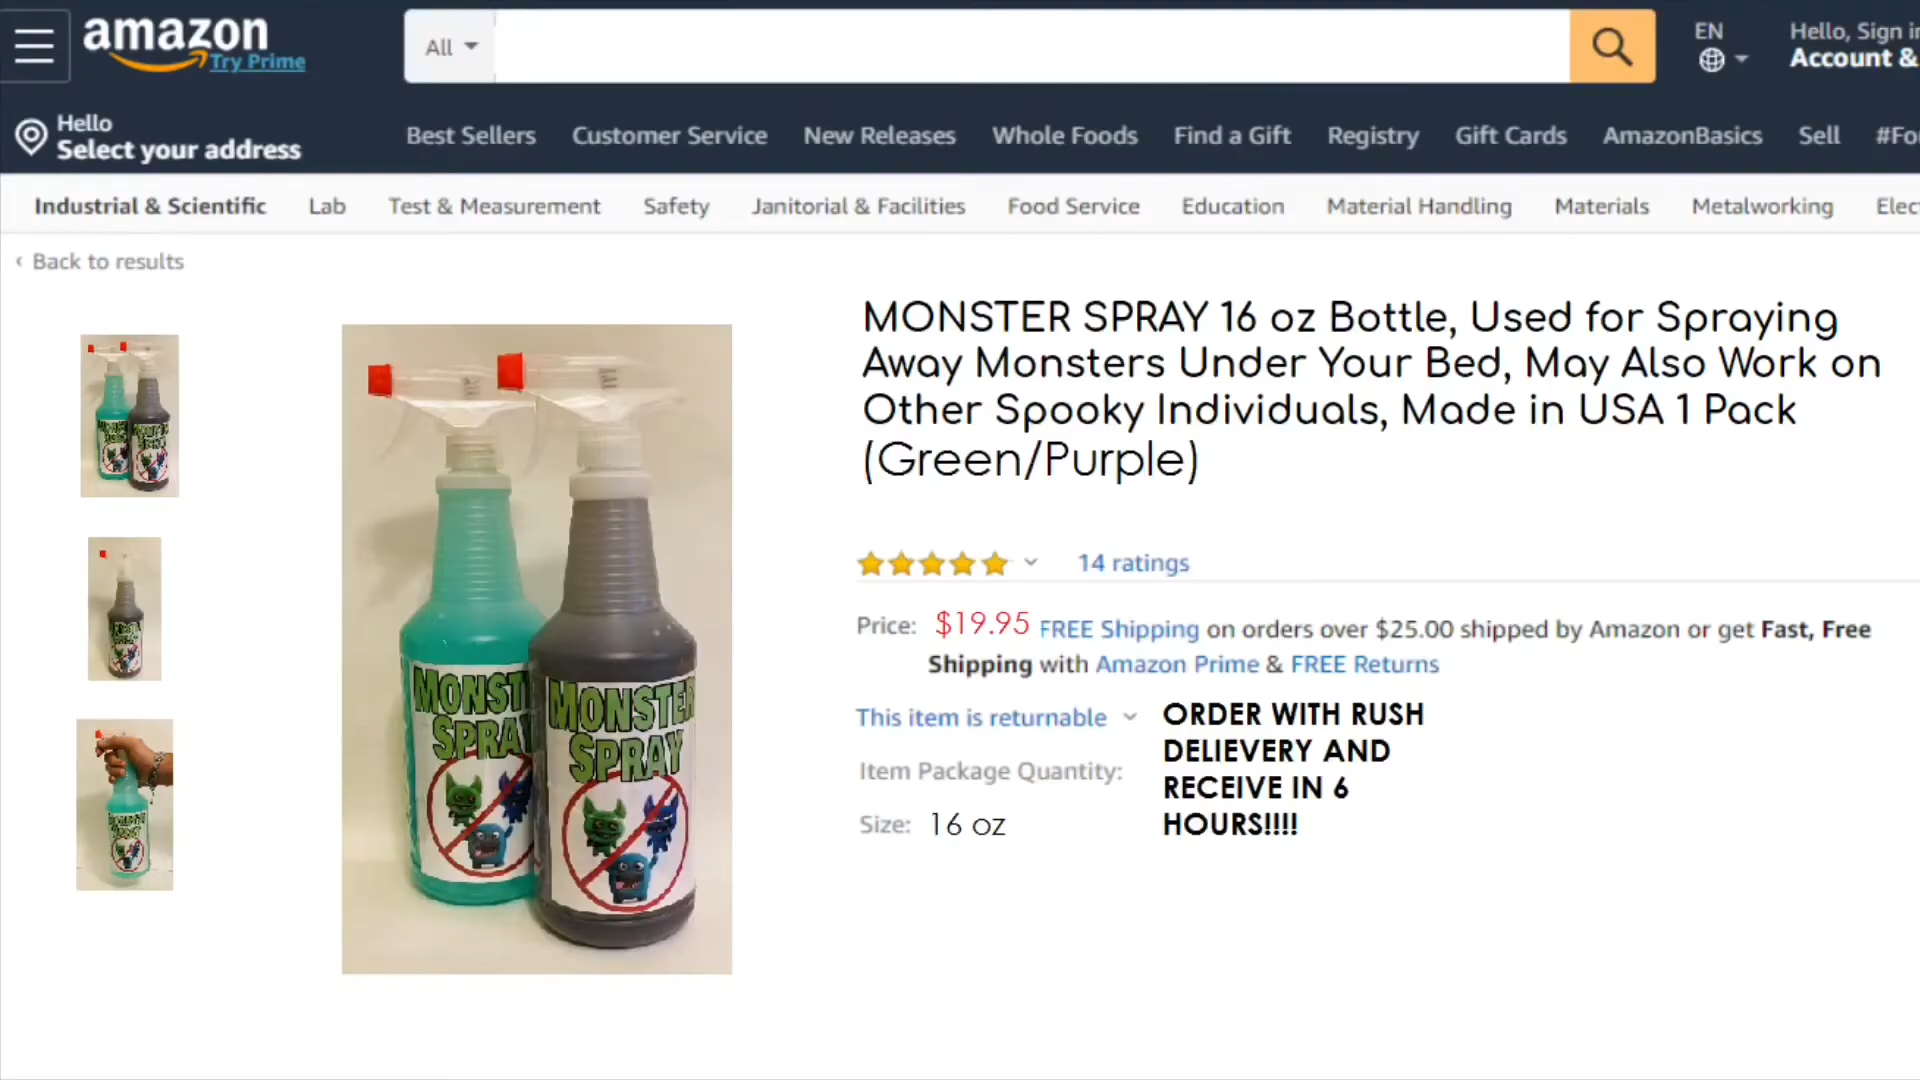 amazon
Try Prime
All
EN
Hello, Sign in
Account &
Hello
Select your address
Best Sellers Customer Service New Releases Whole Foods Find a Gift Registry Gift Cards AmazonBasics Sell #Fo
Industrial & Scientific Lab Test & Measurement Safety Janitorial & Facilities Food Service Education Material Handling Materials Metalworking Elec
‹ Back to results
MONSTER SPRAY 16 oz Bottle, Used for Spraying
Away Monsters Under Your Bed, May Also Work on
Other Spooky Individuals, Made in USA 1 Pack
(Green/Purple)
14 ratings
Price: $19.95 FREE Shipping on orders over $25.00 shipped by Amazon or get Fast, Free
Shipping with Amazon Prime & FREE Returns
This item is returnable
ORDER WITH RUSH
DELIEVERY AND
RECEIVE IN 6
HOURS!!!!
Item Package Quantity:
Size: 16 oz
MONST
SPRA
MONSTER
SPRAY